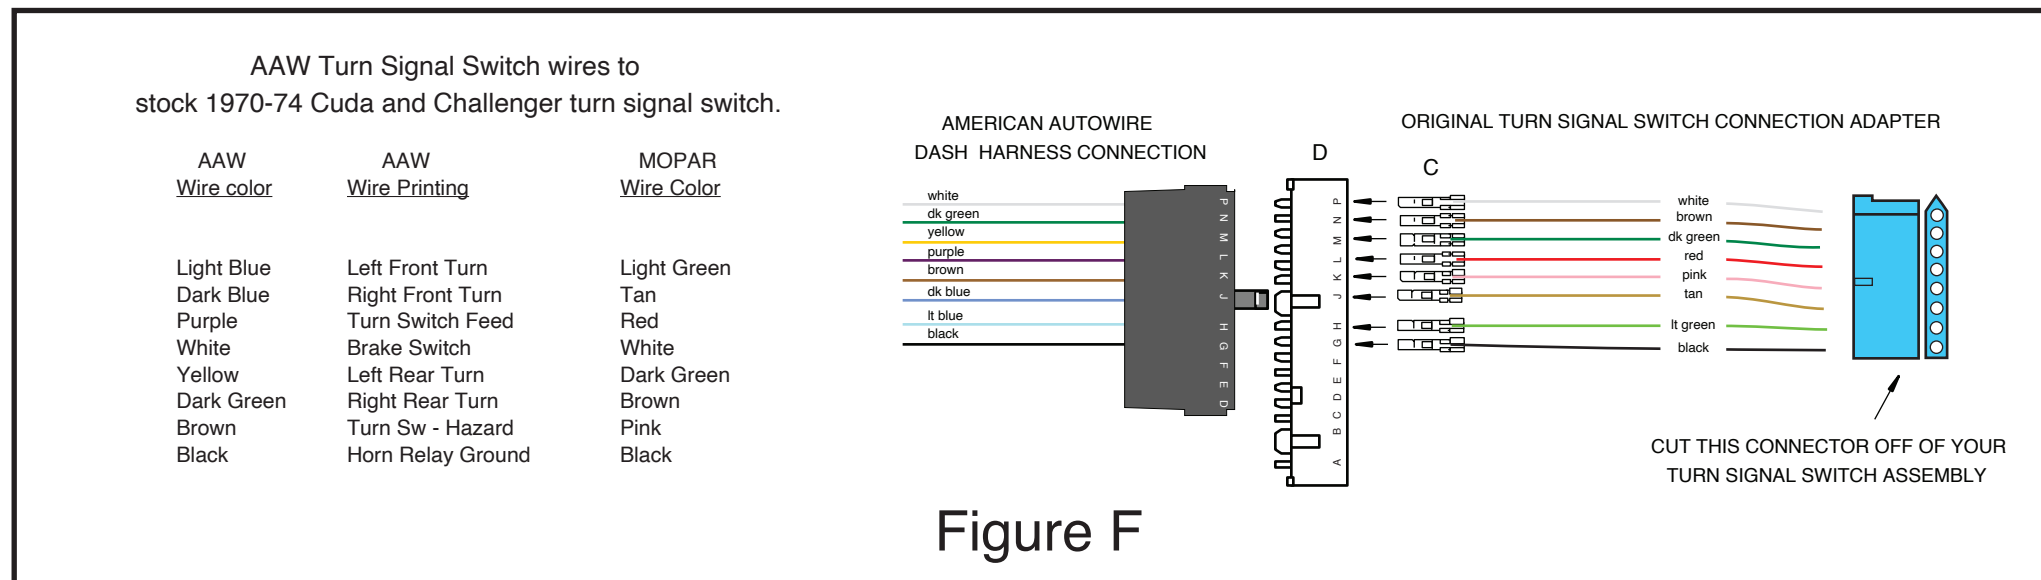 AAW Turn Signal Switch wires to
stock 1970-74 Cuda and Challenger turn signal switch.
AAW AAW MOPAR
Wire color Wire Printing Wire Color
Light Blue Left Front Turn Light Green
Dark Blue Right Front Turn Tan
Purple Turn Switch Feed Red
White Brake Switch White
Yellow Left Rear Turn Dark Green
Dark Green Right Rear Turn Brown
Brown Turn Sw - Hazard Pink
Black Horn Relay Ground Black
AMERICAN AUTOWIRE
DASH HARNESS CONNECTION
white
dk green
yellow
purple
brown
dk blue
lt blue
black
P
N
M
L
K
J
H
G
F
E
D
D
P
N
M
L
K
J
H
G
F
E
D
C
B
A
C
ORIGINAL TURN SIGNAL SWITCH CONNECTION ADAPTER
white
brown
dk green
red
pink
tan
lt green
black
CUT THIS CONNECTOR OFF OF YOUR
TURN SIGNAL SWITCH ASSEMBLY
Figure F